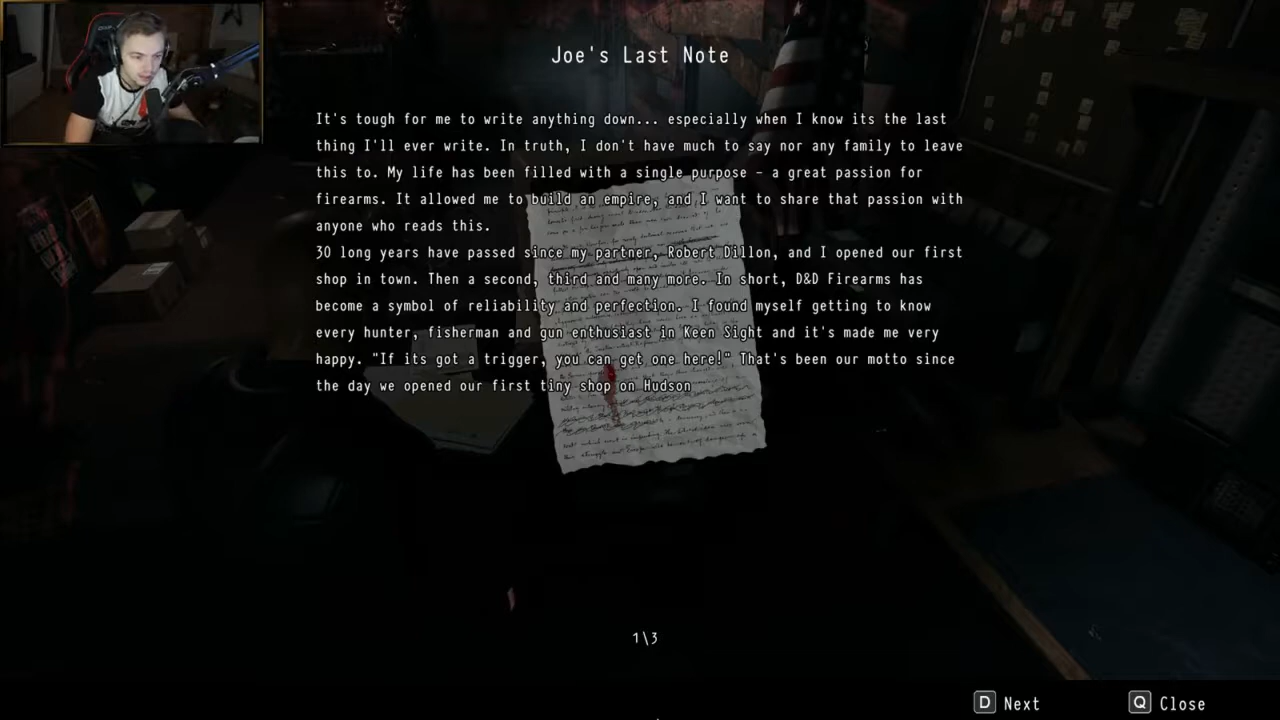 Joe's Last Note
It's tough for me to write anything down... especially when I know its the last
thing I'll ever write. In truth, I don't have much to say nor any family to leave
this to. My life has been filled with a single purpose - a great passion for
firearms. It allowed me to build an empire, and I want to share that passion with
anyone who reads this.
30 long years have passed since my partner, Robert Dillon, and I opened our first
shop in town. Then a second, third and many more. In short, D&D Firearms has
become a symbol of reliability and perfection. I found myself getting to know
every hunter, fisherman and gun enthusiast in Keen Sight and it's made me very
happy. "If its got a trigger, you can get one here!" That's been our motto since
the day we opened our first tiny shop on Hudson
1\3
D Next
Q Close